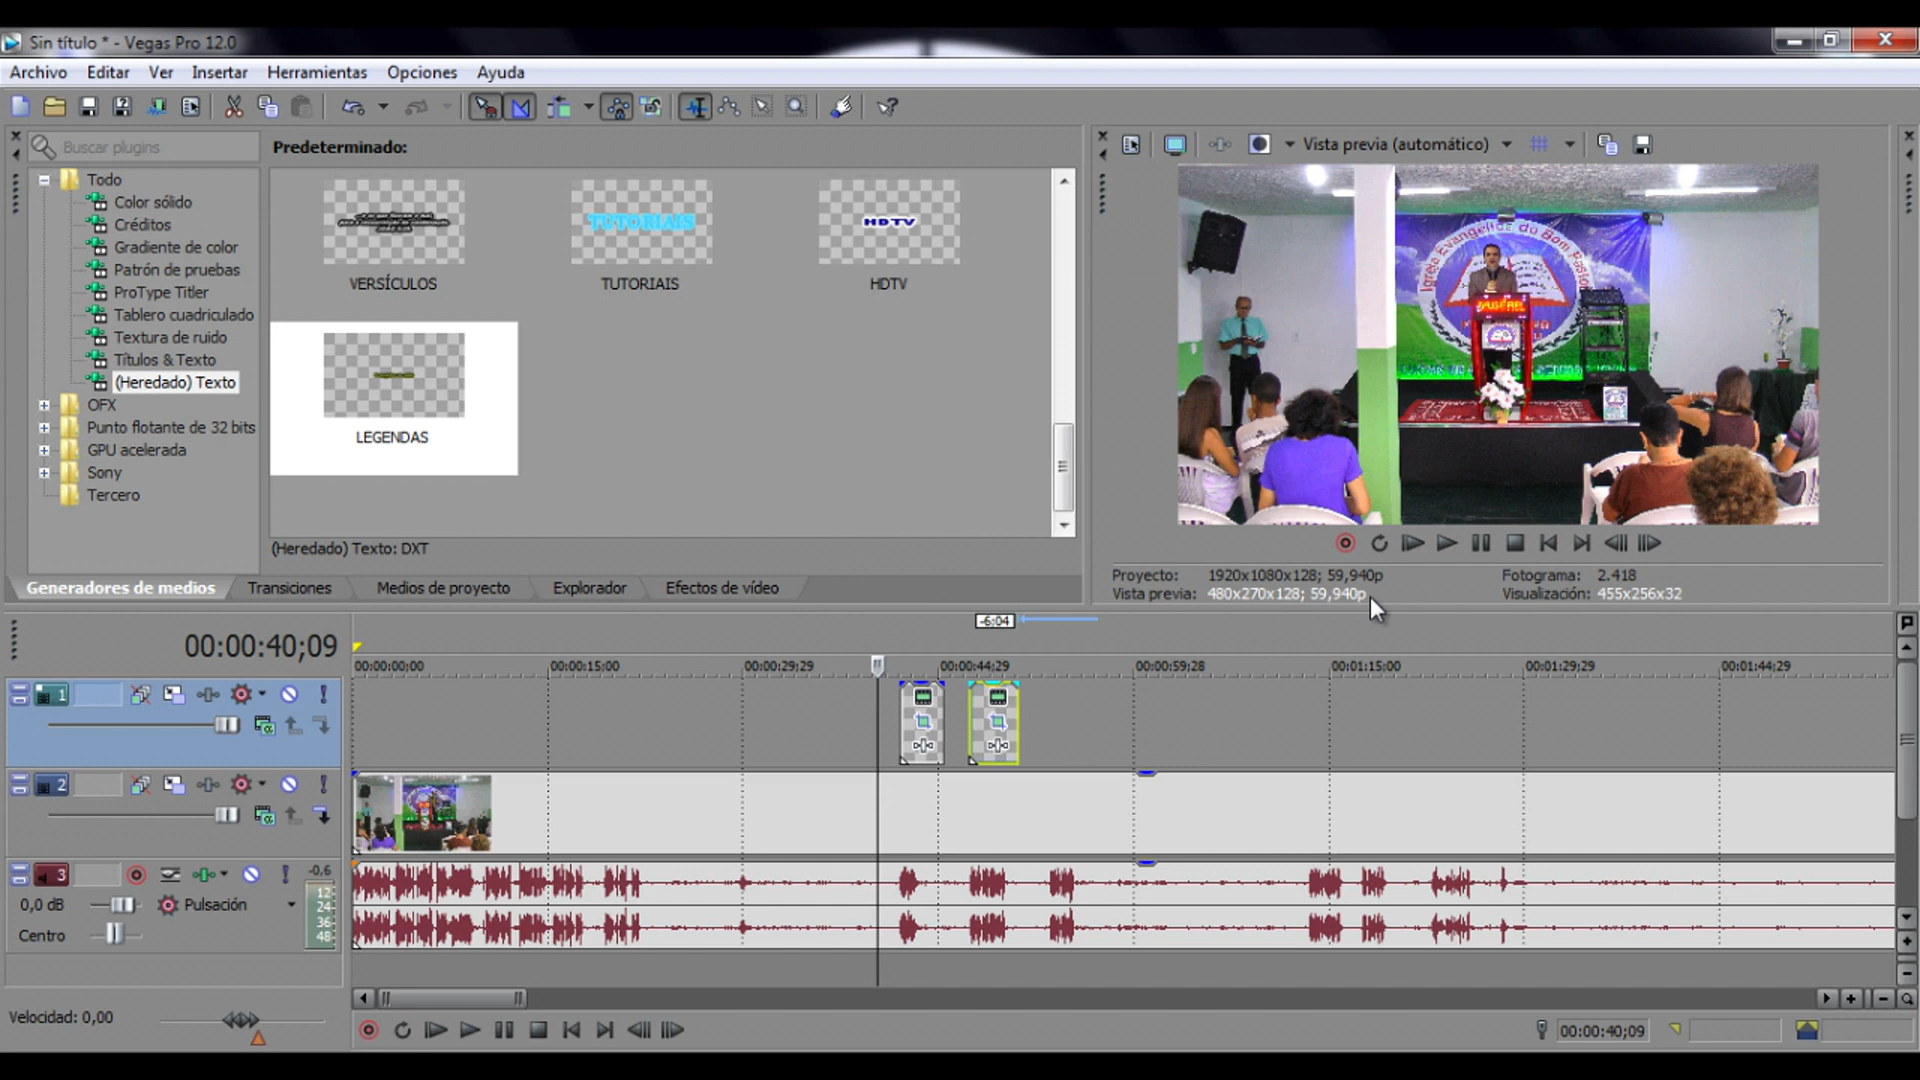 Sin título * - Vegas Pro 12.0
Archivo Editar Ver Insertar Herramientas Opciones Ayuda
Buscar plugins
Predeterminado:
Vista previa (automático)
Todo
Color sólido
Créditos
Gradiente de color
Patrón de pruebas
ProType Titler
Tablero cuadriculado
Textura de ruido
Títulos & Texto
(Heredado) Texto
OFX
Punto flotante de 32 bits
GPU acelerada
Sony
Tercero
TUTORIAIS
HDTV
VERSÍCULOS
TUTORIAIS
HDTV
LEGENDAS
(Heredado) Texto: DXT
Igreja Evangélica do Bom Pastor
Generadores de medios Transiciones Medios de proyecto Explorador Efectos de vídeo
Proyecto: 1920x1080x128; 59,940p
Fotograma: 2.418
Vista previa: 480x270x128; 59,940p
Visualización: 455x256x32
-6:04
00:00:40;09
00:00:00;00 00:00:15;00 00:00:29;29 00:00:44;29 00:00:59;28 00:01:15;00 00:01:29;29 00:01:44;29
1
2
3
-0,6
12
24
36
48
0,0 dB
Pulsación
Centro
Velocidad: 0,00
00:00:40;09